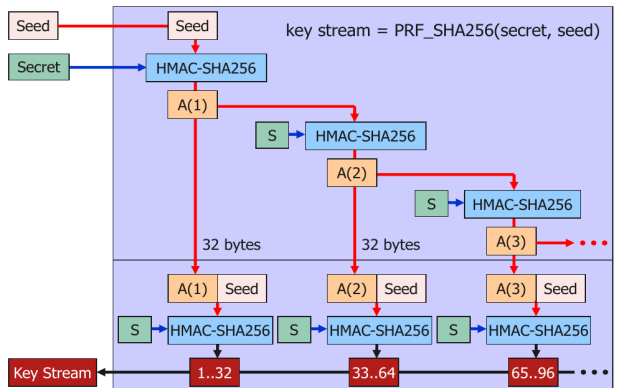 Seed
Seed
key stream = PRF_SHA256(secret, seed)
Secret
HMAC-SHA256
A(1)
S
HMAC-SHA256
A(2)
S
HMAC-SHA256
A(3)
32 bytes
32 bytes
A(1) Seed
A(2) Seed
A(3) Seed
S
HMAC-SHA256
S
HMAC-SHA256
S
HMAC-SHA256
Key Stream
1..32
33..64
65..96